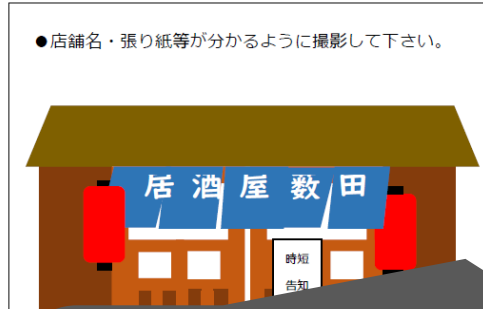 ●店舗名・張り紙等が分かるように撮影して下さい。
居酒屋数田
時短
告知